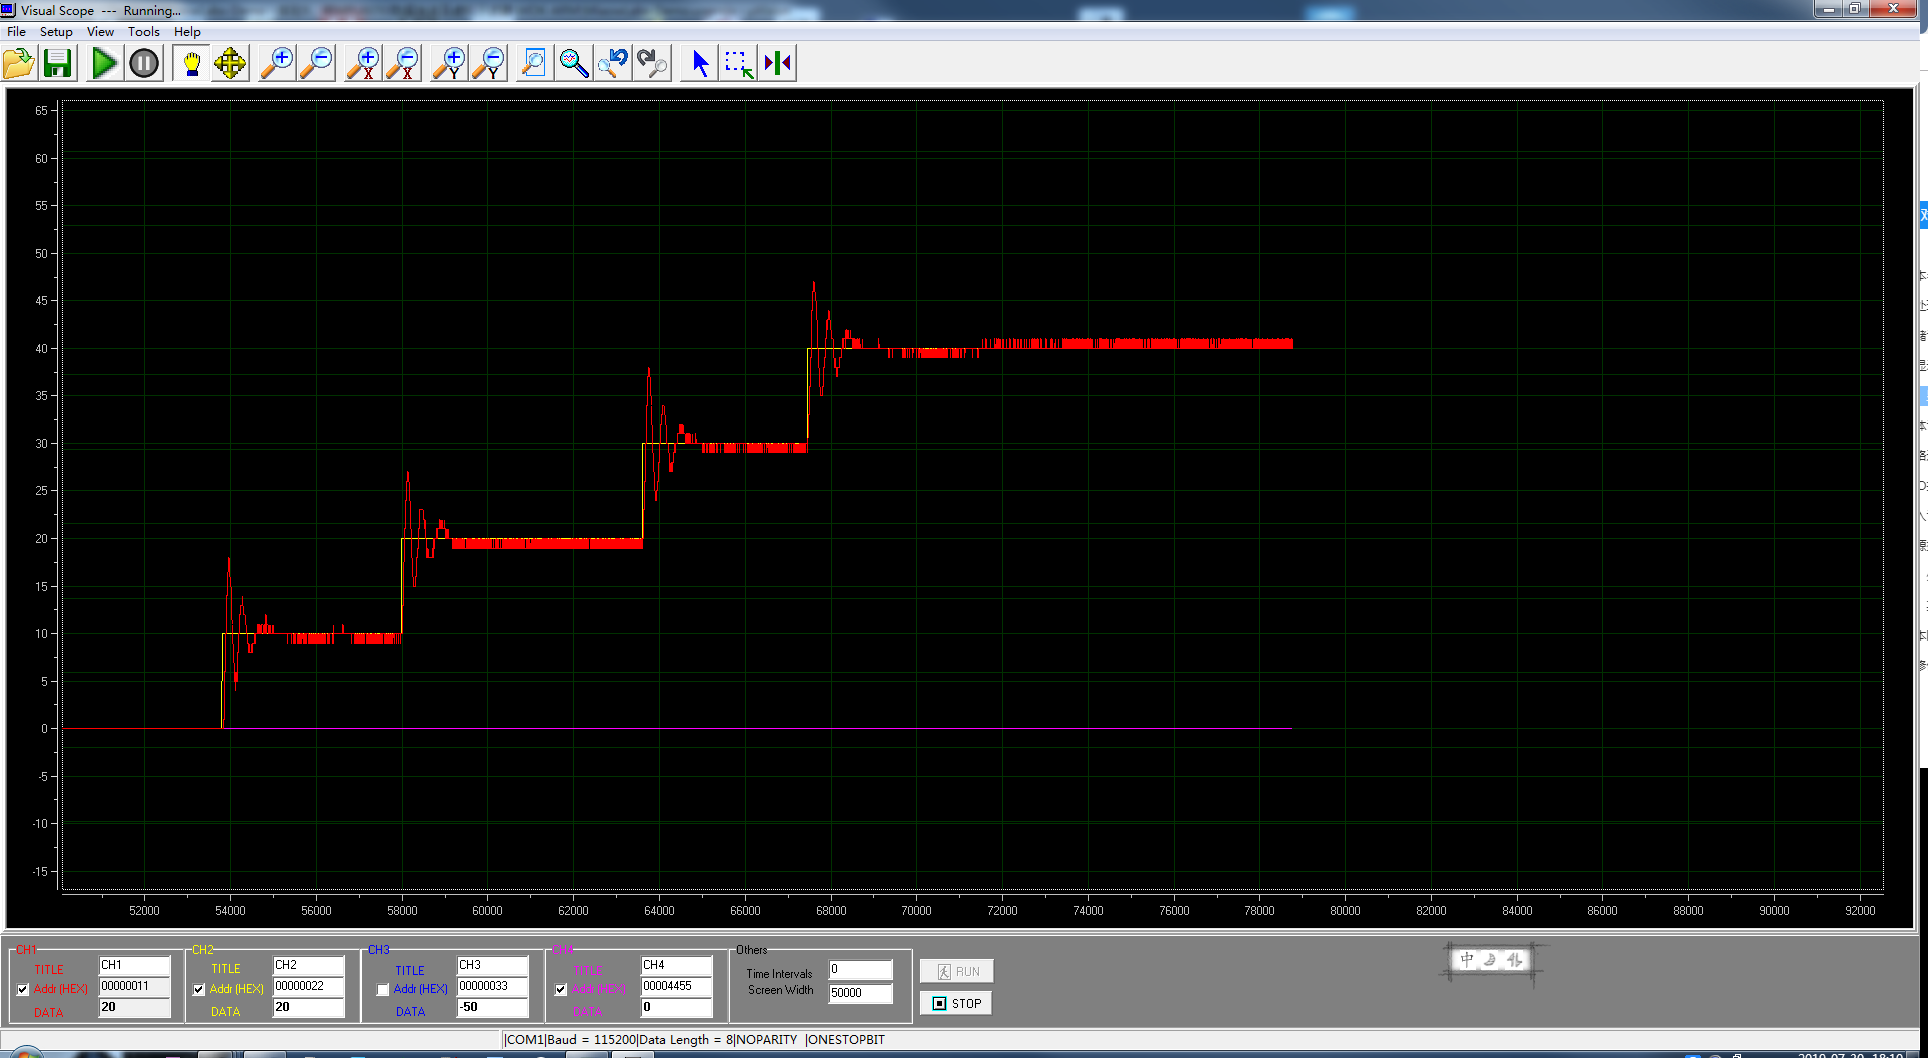 Visual Scope --- Running...
File Setup View Tools Help
65
60
55
50
45
40
35
30
25
20
15
10
5
0
-5
-10
-15
52000 54000 56000 58000 60000 62000 64000 66000 68000 70000 72000 74000 76000 78000 80000 82000 84000 86000 88000 90000 92000
CH1
TITLE CH1
Addr(HEX) 00000011
DATA 20
CH2
TITLE CH2
Addr(HEX) 00000022
DATA 20
CH3
TITLE CH3
Addr(HEX) 00000033
DATA -50
CH4
TITLE CH4
Addr(HEX) 00004455
DATA 0
Others
Time Intervals 0
Screen Width 50000
RUN
STOP
中
|COM1|Baud = 115200|Data Length = 8|NOPARITY |ONESTOPBIT